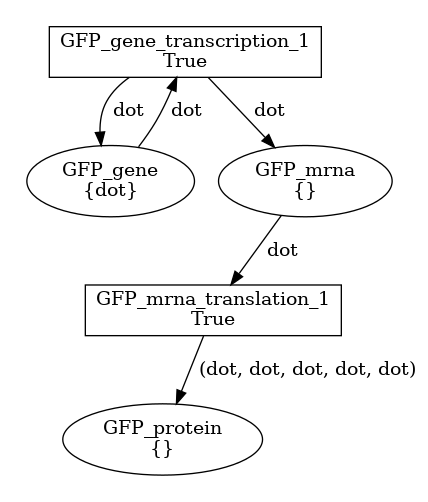 GFP_gene_transcription_1
True
dot
dot
dot
GFP_gene
{dot}
GFP_mrna
{}
dot
GFP_mrna_translation_1
True
(dot, dot, dot, dot, dot)
GFP_protein
{}